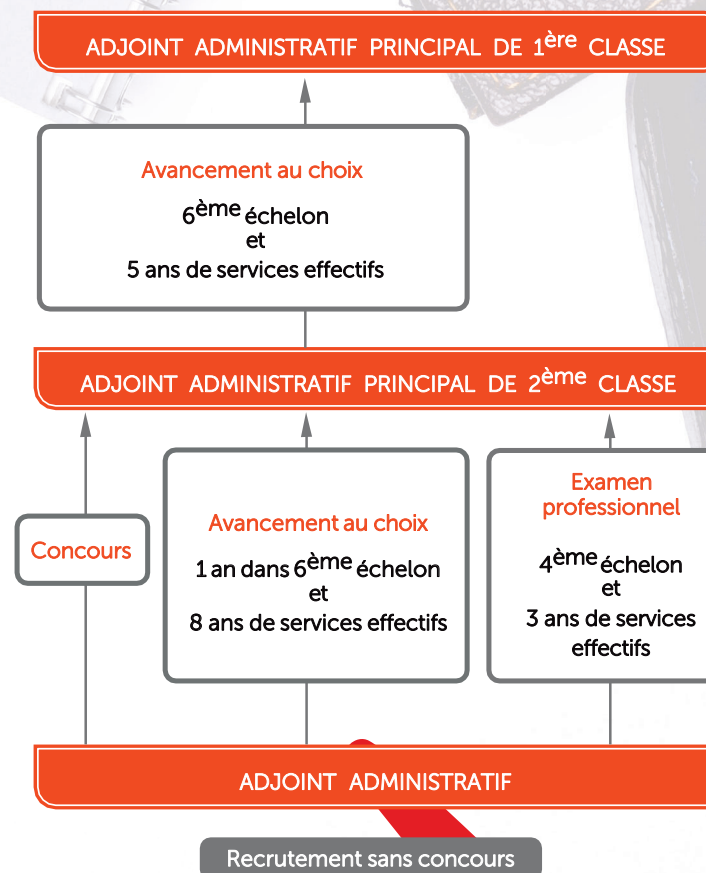 ADJOINT ADMINISTRATIF PRINCIPAL DE 1ère CLASSE
Avancement au choix
6ème échelon
et
5 ans de services effectifs
ADJOINT ADMINISTRATIF PRINCIPAL DE 2ème CLASSE
Concours
Avancement au choix
1 an dans 6ème échelon
et
8 ans de services effectifs
Examen
professionnel
4ème échelon
et
3 ans de services
effectifs
ADJOINT ADMINISTRATIF
Recrutement sans concours